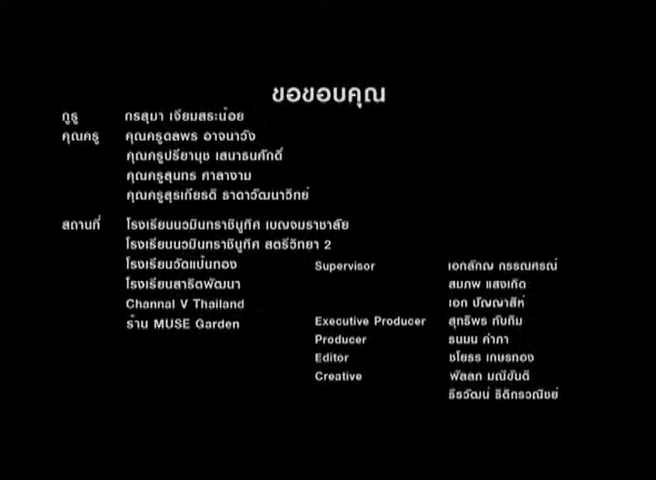 ขอขอบคุณ
กูรู กรสุมา เจียมสระน้อย
คุณครู คุณครูดลพร อาจนาวัง
คุณครูปรียานุช เสนาธนศักดิ์
คุณครูสุนทร ศาลางาม
คุณครูสุรเกียรติ ธาดาวัฒนาวิทย์
สถานที่ โรงเรียนนวมินทราชินูทิศ เบญจมราชาลัย
โรงเรียนนวมินทราชินูทิศ สตรีวิทยา 2
โรงเรียนวัดแป้นทอง
โรงเรียนสาธิตพัฒนา
Channal V Thailand
ร้าน MUSE Garden
Supervisor เอกลักญ กรรณศรณ์
สมภพ แสงเกิด
เอก ปัญญาสีห์
Executive Producer สุทธิพร ทับทิม
Producer ธนมน คำกา
Editor ชโยธร เกษรทอง
Creative พัลลภ มณีขันติ
ธีรวัฒน์ ธิติกรวณิชย์